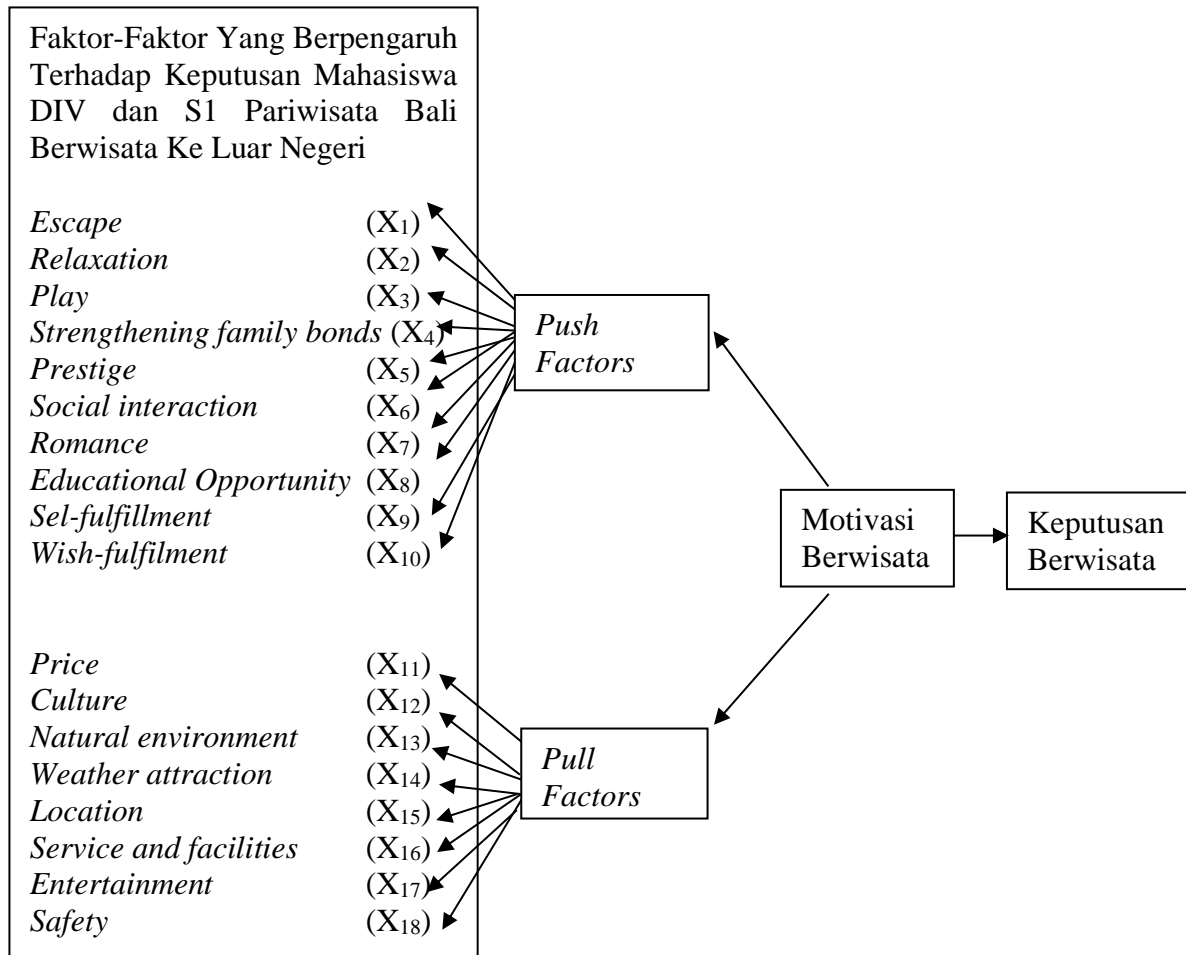 Faktor-Faktor Yang Berpengaruh
Terhadap Keputusan Mahasiswa
DIV dan S1 Pariwisata Bali
Berwisata Ke Luar Negeri
Escape (X₁)
Relaxation (X₂)
Play (X₃)
Strengthening family bonds (X₄)
Prestige (X₅)
Social interaction (X₆)
Romance (X₇)
Educational Opportunity (X₈)
Sel-fulfillment (X₉)
Wish-fulfilment (X₁₀)
Price (X₁₁)
Culture (X₁₂)
Natural environment (X₁₃)
Weather attraction (X₁₄)
Location (X₁₅)
Service and facilities (X₁₆)
Entertainment (X₁₇)
Safety (X₁₈)
Push
Factors
Pull
Factors
Motivasi
Berwisata
Keputusan
Berwisata